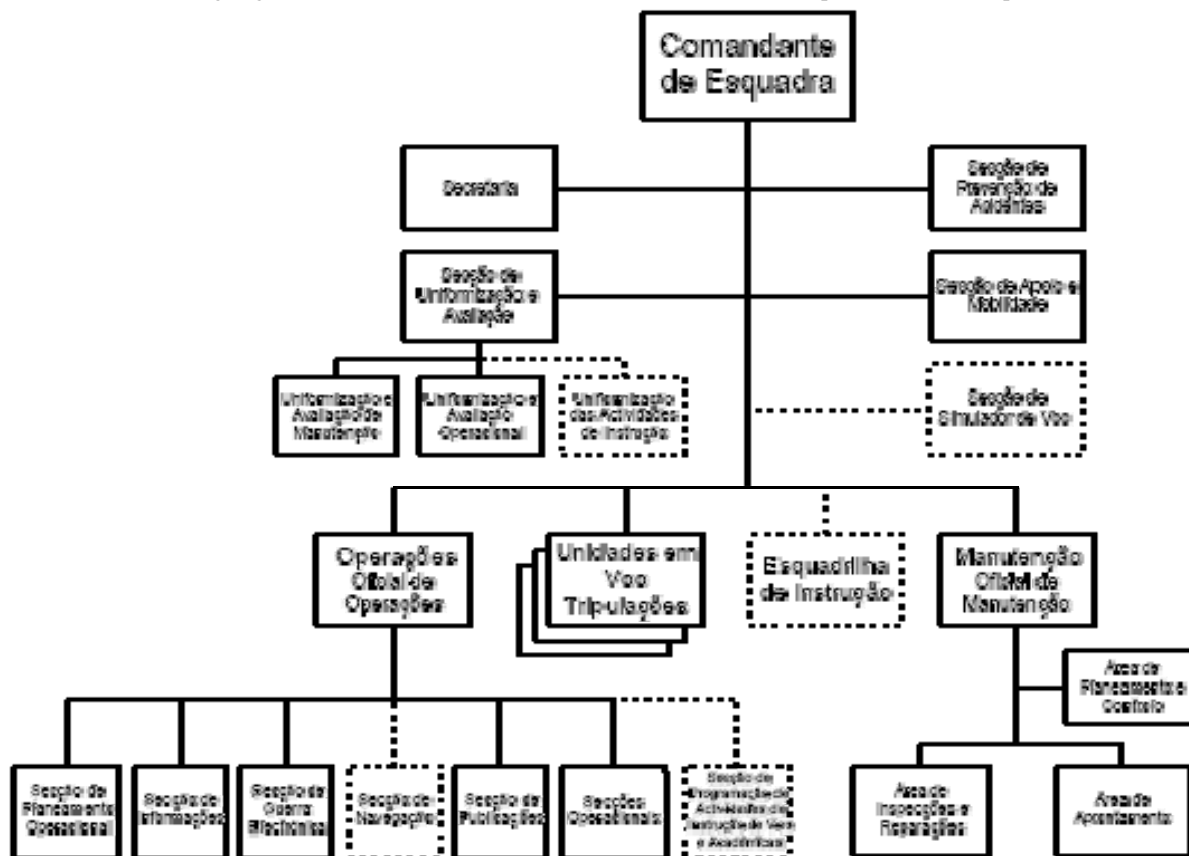 Comandante
de Esquadra
Secretaria
Secção de
Prevenção de
Acidentes
Secção de
Uniformização e
Avaliação
Secção de Apoio e
Mobilidade
Uniformização e
Avaliação de
Manutenção
Uniformização e
Avaliação
Operacional
Uniformização
das Actividades
de Instrução
Secção de
Simulador de Voo
Operações
Oficial de
Operações
Unidades em
Voo
Tripulações
Esquadrilha
de Instrução
Manutenção
Oficial de
Manutenção
Área de
Planeamento e
Controlo
Secção de
Planeamento
Operacional
Secção de
Informações
Secção de
Guerra
Electrónica
Secção de
Navegação
Secção de
Publicações
Secções
Operacionais
Secção de
Programação de
Actividades de
Instrução de Voo
e Académicas
Área de
Inspecções e
Reparações
Área de
Aprontamento